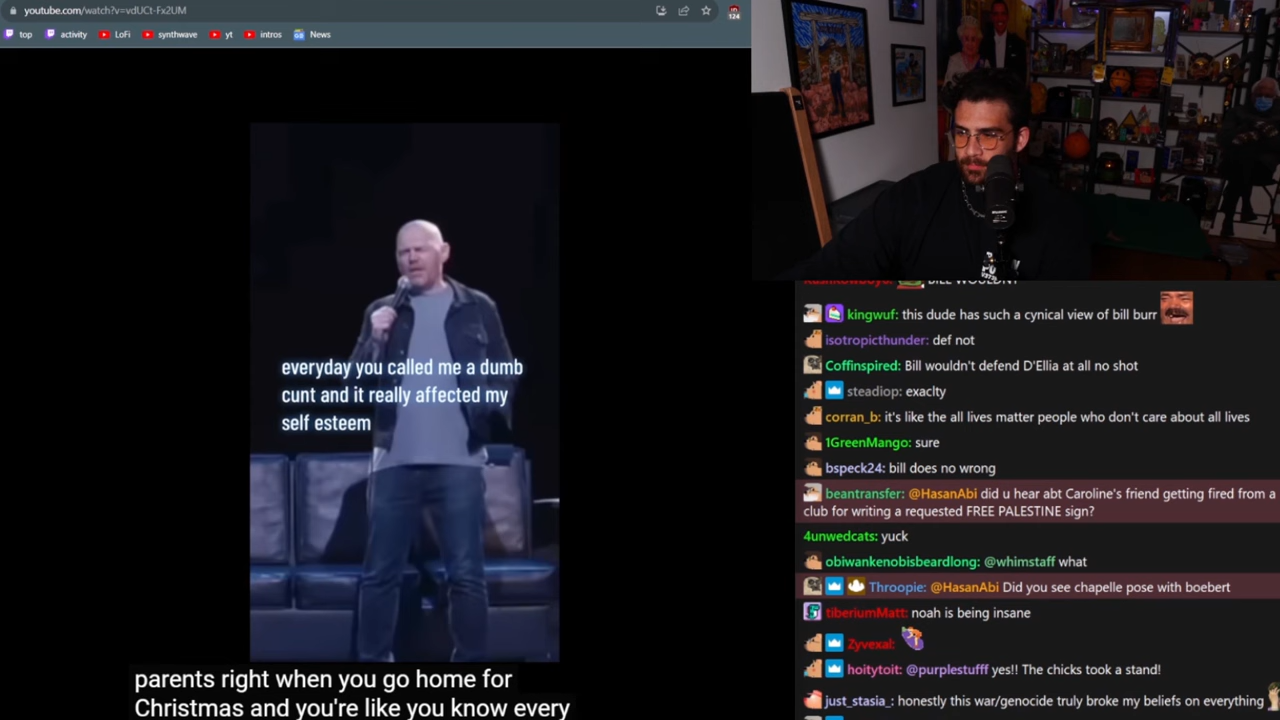 youtube.com/watch?v=vdUCt-Fx2UM
124
top
activity
LoFi
synthwave
yt
intros
News
everyday you called me a dumb
cunt and it really affected my
self esteem
parents right when you go home for
Christmas and you're like you know every
BILL WOULDN'T
kingwuf: this dude has such a cynical view of bill burr
isotropicthunder: def not
Coffinspired: Bill wouldn't defend D'Ellia at all no shot
steadiop: exaclty
corran_b: it's like the all lives matter people who don't care about all lives
1GreenMango: sure
bspeck24: bill does no wrong
beantransfer: @HasanAbi did u hear abt Caroline's friend getting fired from a
club for writing a requested FREE PALESTINE sign?
4unwedcats: yuck
obiwankenobisbeardlong: @whimstaff what
Throopie: @HasanAbi Did you see chapelle pose with boebert
tiberiumMatt: noah is being insane
Zyvexal:
hoitytoit: @purplestufff yes!! The chicks took a stand!
just_stasia_: honestly this war/genocide truly broke my beliefs on everything